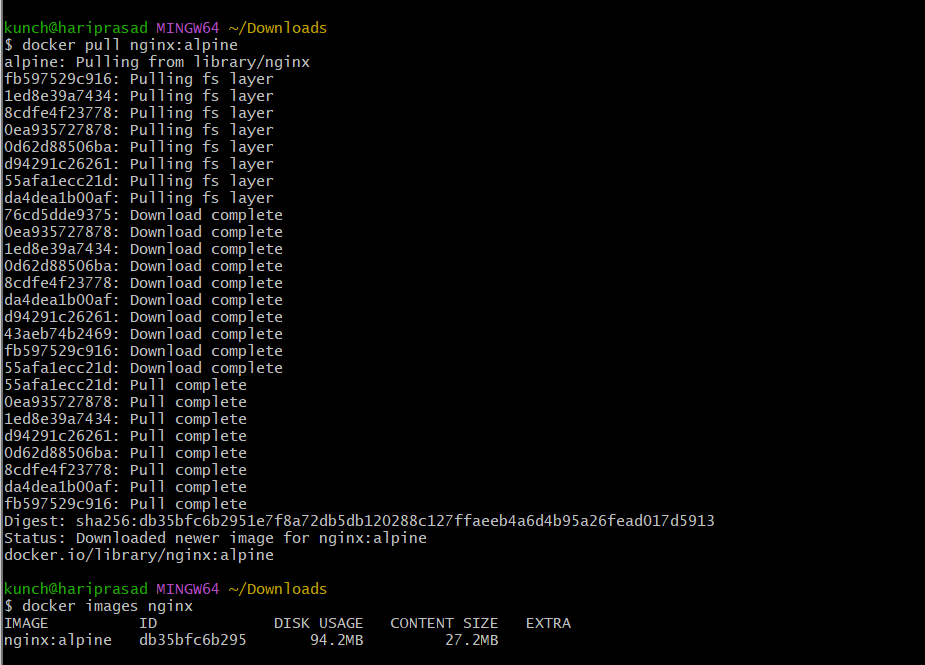 kunch@hariprasad MINGW64 ~/Downloads
$ docker pull nginx:alpine
alpine: Pulling from library/nginx
fb597529c916: Pulling fs layer
1ed8e39a7434: Pulling fs layer
8cdfe4f23778: Pulling fs layer
0ea935727878: Pulling fs layer
0d62d88506ba: Pulling fs layer
d94291c26261: Pulling fs layer
55afa1ecc21d: Pulling fs layer
da4dea1b00af: Pulling fs layer
76cd5dde9375: Download complete
0ea935727878: Download complete
1ed8e39a7434: Download complete
0d62d88506ba: Download complete
8cdfe4f23778: Download complete
da4dea1b00af: Download complete
d94291c26261: Download complete
43aeb74b2469: Download complete
fb597529c916: Download complete
55afa1ecc21d: Download complete
55afa1ecc21d: Pull complete
0ea935727878: Pull complete
1ed8e39a7434: Pull complete
d94291c26261: Pull complete
0d62d88506ba: Pull complete
8cdfe4f23778: Pull complete
da4dea1b00af: Pull complete
fb597529c916: Pull complete
Digest: sha256:db35bfc6b2951e7f8a72db5db120288c127ffaeeb4a6d4b95a26fead017d5913
Status: Downloaded newer image for nginx:alpine
docker.io/library/nginx:alpine
kunch@hariprasad MINGW64 ~/Downloads
$ docker images nginx
IMAGE ID DISK USAGE CONTENT SIZE EXTRA
nginx:alpine db35bfc6b295 94.2MB 27.2MB